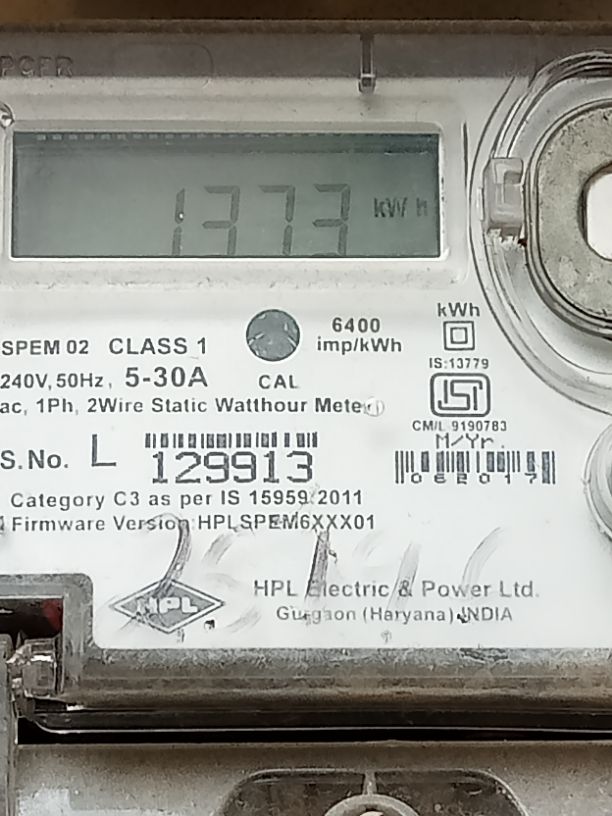 1373 kWh
6400
imp/kWh
kWh
SPEM 02 CLASS 1
240V, 50Hz, 5-30A
CAL
IS:13779
ac, 1Ph, 2Wire Static Watthour Meter
CM/L 9190783
M/Yr.
S.No. L 129913
062017
Category C3 as per IS 15959:2011
Firmware Version:HPLSPEM6XXX01
HPL
HPL Electric & Power Ltd.
Gurgaon (Haryana) INDIA